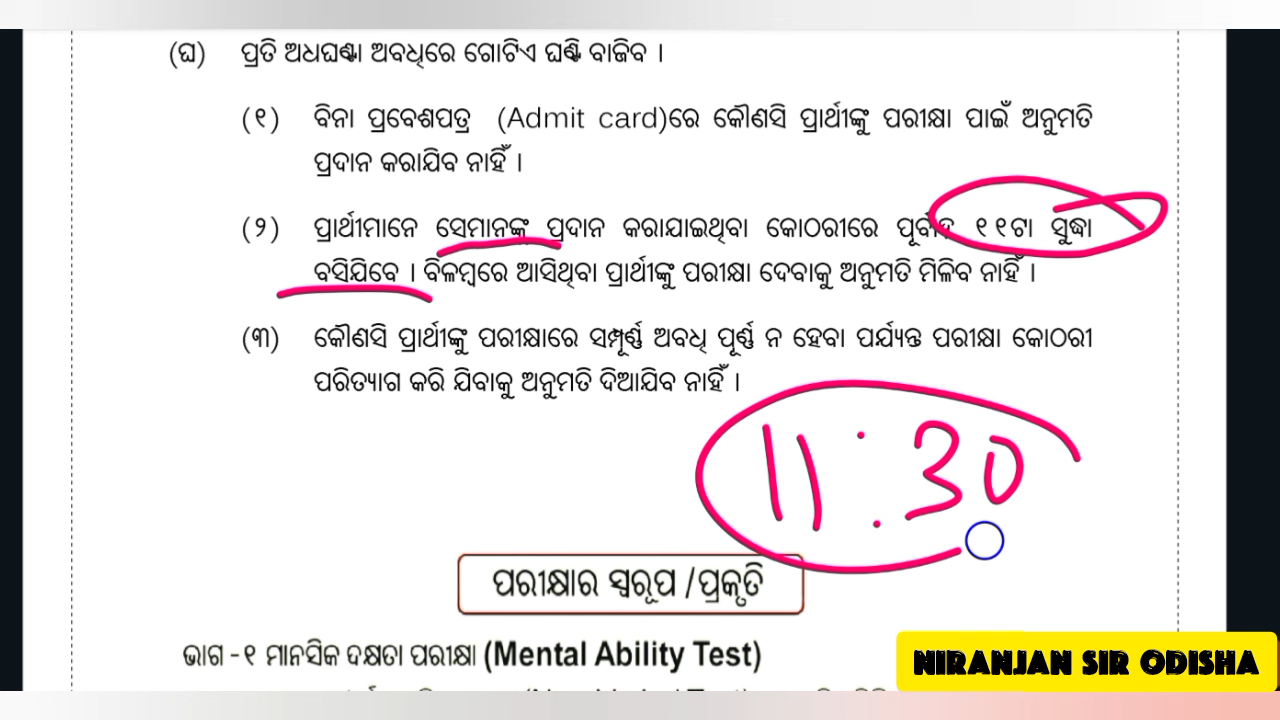 (ଘ) ପ୍ରତି ଅଧଘଣ୍ଟା ଅବଧିରେ ଗୋଟିଏ ଘଣ୍ଟି ବାଜିବ ।
(୧) ବିନା ପ୍ରବେଶପତ୍ର (Admit card)ରେ କୌଣସି ପ୍ରାର୍ଥୀଙ୍କୁ ପରୀକ୍ଷା ପାଇଁ ଅନୁମତି
ପ୍ରଦାନ କରାଯିବ ନାହିଁ ।
(୨) ପ୍ରାର୍ଥୀମାନେ ସେମାନଙ୍କୁ ପ୍ରଦାନ କରାଯାଇଥିବା କୋଠରୀରେ ପୂର୍ବାହ୍ନ ୧୧ଟା ସୁଦ୍ଧା
ବସିଯିବେ । ବିଳମ୍ବରେ ଆସିଥିବା ପ୍ରାର୍ଥୀଙ୍କୁ ପରୀକ୍ଷା ଦେବାକୁ ଅନୁମତି ମିଳିବ ନାହିଁ ।
(୩) କୌଣସି ପ୍ରାର୍ଥୀଙ୍କୁ ପରୀକ୍ଷାରେ ସମ୍ପୂର୍ଣ୍ଣ ଅବଧି ପୂର୍ଣ୍ଣ ନ ହେବା ପର୍ଯ୍ୟନ୍ତ ପରୀକ୍ଷା କୋଠରୀ
ପରିତ୍ୟାଗ କରି ଯିବାକୁ ଅନୁମତି ଦିଆଯିବ ନାହିଁ ।
11:30
ପରୀକ୍ଷାର ସ୍ୱରୂପ/ପ୍ରକୃତି
ଭାଗ -୧ ମାନସିକ ଦକ୍ଷତା ପରୀକ୍ଷା (Mental Ability Test)
NIRANJAN SIR ODISHA